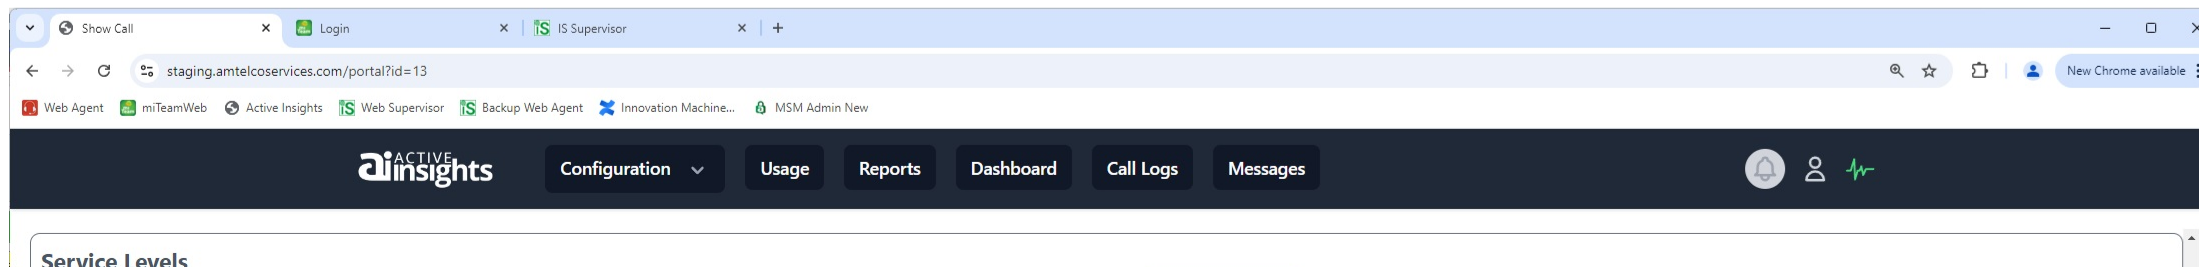 Show Call
Login
IS Supervisor
staging.amtelcoservices.com/portal?id=13
New Chrome available
Web Agent
miTeamWeb
Active Insights
Web Supervisor
Backup Web Agent
Innovation Machine...
MSM Admin New
ai ACTIVE insights
Configuration
Usage
Reports
Dashboard
Call Logs
Messages
Service Levels